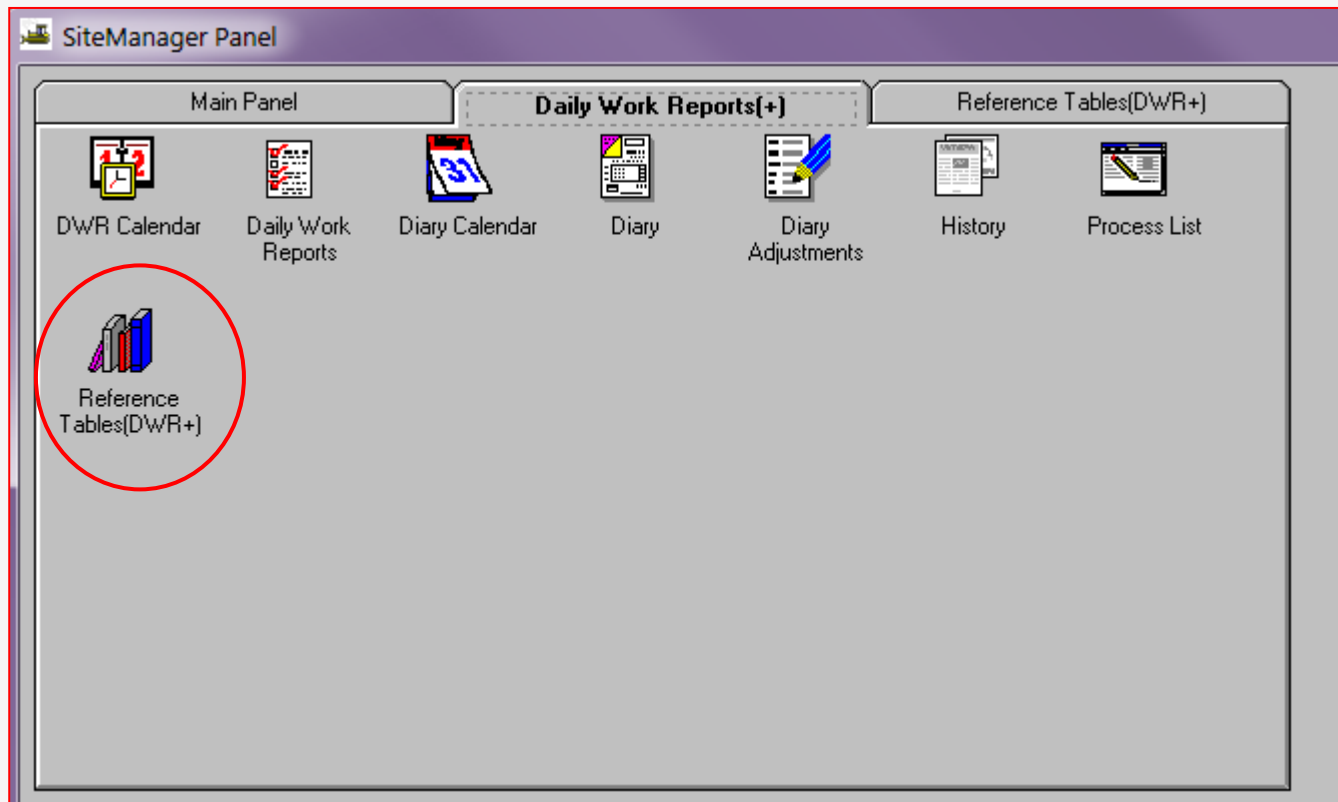 SiteManager Panel
Main Panel
Daily Work Reports(+)
Reference Tables(DWR+)
DWR Calendar
Daily Work
Reports
Diary Calendar
Diary
Diary
Adjustments
History
Process List
Reference
Tables(DWR+)